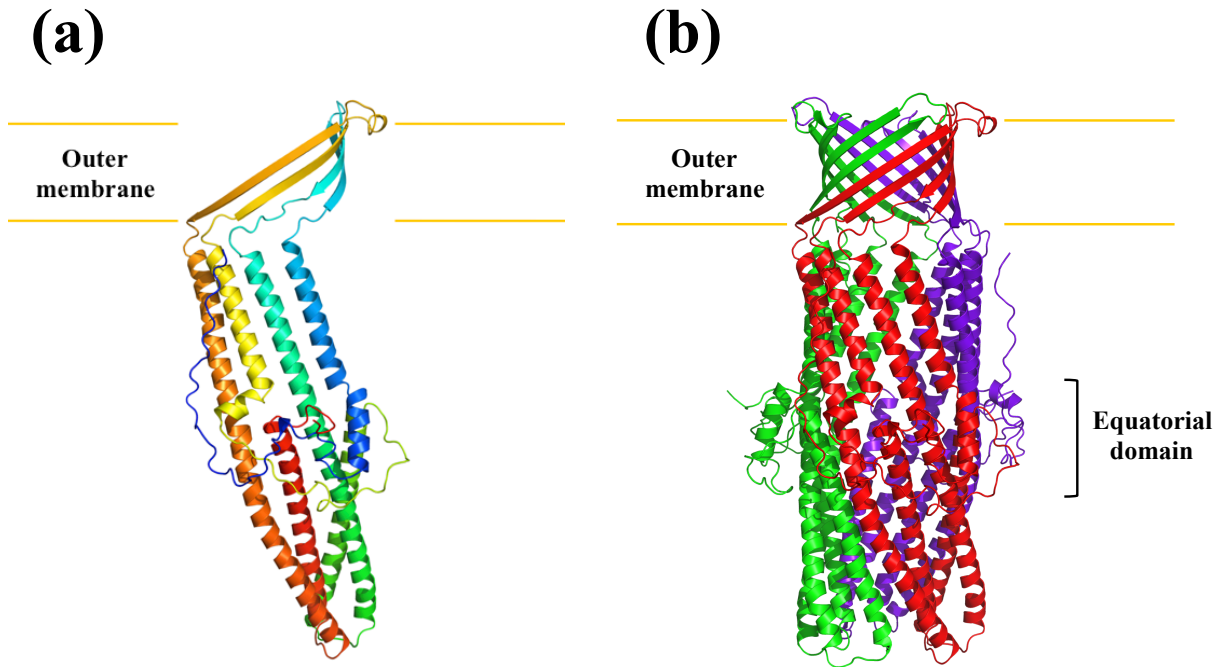 (a)
(b)
Outer
membrane
Outer
membrane
Equatorial
domain